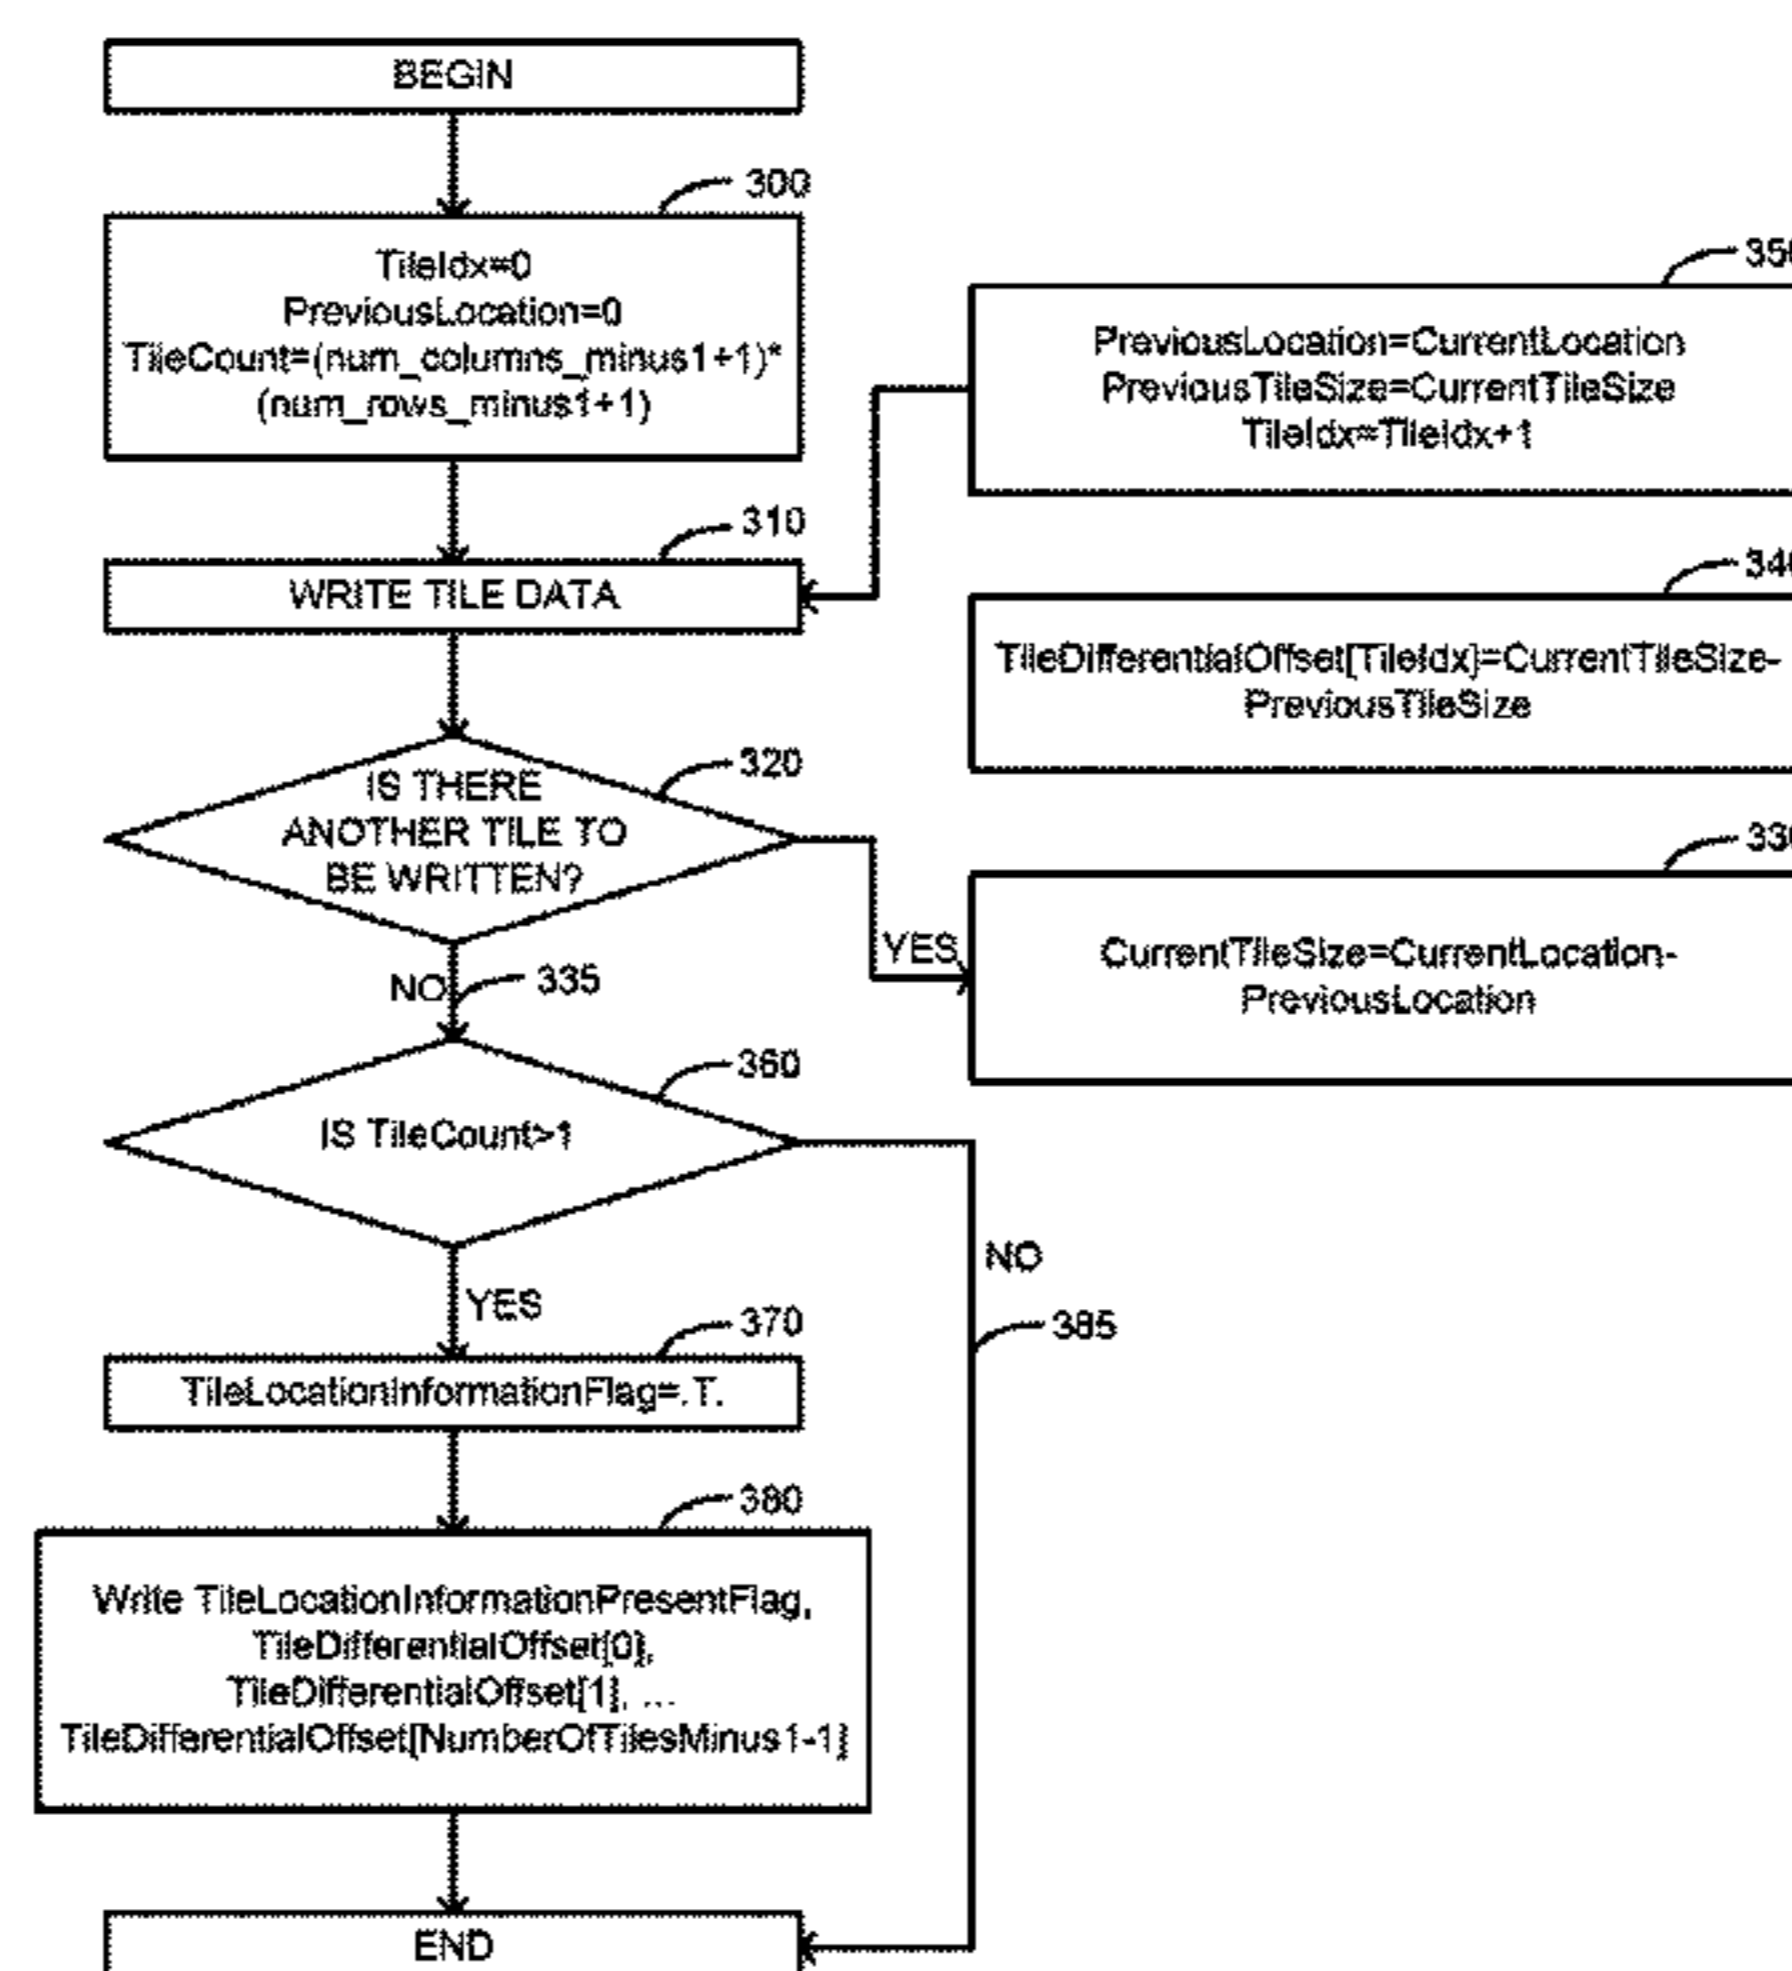 BEGIN
300
TileIdx=0
PreviousLocation=0
TileCount=(num_columns_minus1+1)*
(num_rows_minus1+1)
310
WRITE TILE DATA
320
IS THERE
ANOTHER TILE TO
BE WRITTEN?
YES
NO
335
360
IS TileCount>1
YES
NO
385
370
TileLocationInformationFlag=.T.
380
Write TileLocationInformationPresentFlag,
TileDifferentialOffset[0],
TileDifferentialOffset[1], ...
TileDifferentialOffset[NumberOfTilesMinus1-1]
END
PreviousLocation=CurrentLocation
PreviousTileSize=CurrentTileSize
TileIdx=TileIdx+1
TileDifferentialOffset[TileIdx]=CurrentTileSize-
PreviousTileSize
CurrentTileSize=CurrentLocation-
PreviousLocation